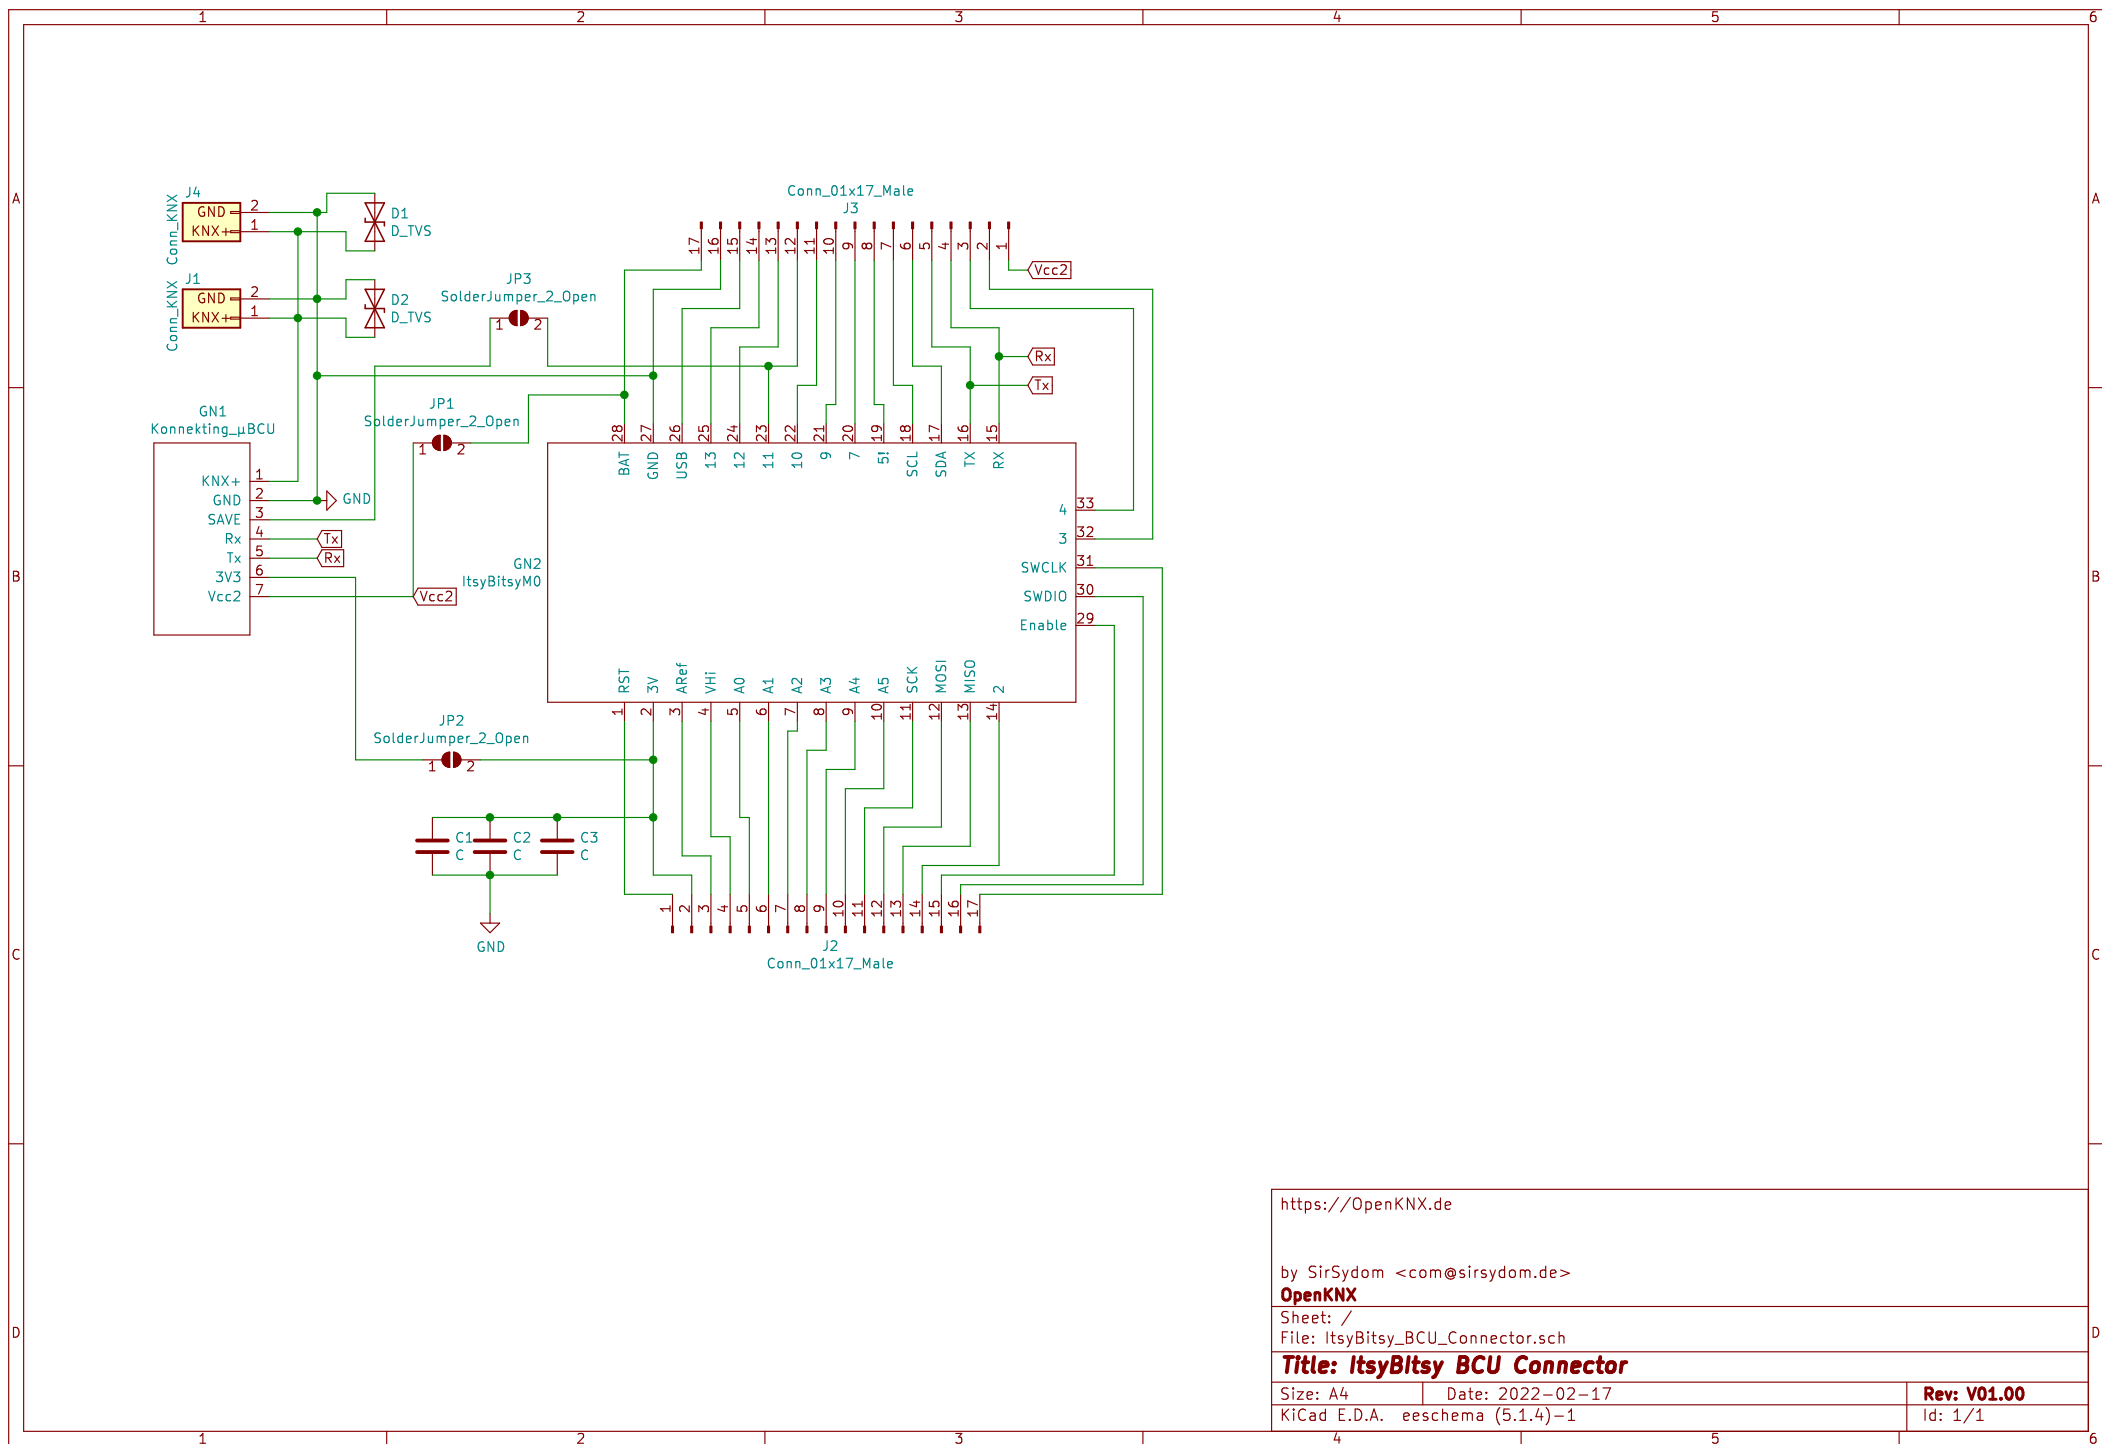 1 2 3 4 5 6
A
A
B
B
C
C
D
D
J4
Conn_KNX
GND 2
KNX+ 1
D1
D_TVS
J1
Conn_KNX
GND 2
KNX+ 1
D2
D_TVS
JP3
SolderJumper_2_Open
1 2
JP1
SolderJumper_2_Open
1 2
Conn_01x17_Male
J3
17 16 15 14 13 12 11 10 9 8 7 6 5 4 3 2 1
Vcc2
Rx
Tx
GN1
Konnekting_µBCU
KNX+ 1
GND 2
SAVE 3
Rx 4
Tx 5
3V3 6
Vcc2 7
GND
Tx
Rx
Vcc2
GN2
ItsyBitsyM0
28 27 26 25 24 23 22 21 20 19 18 17 16 15
BAT GND USB 13 12 11 10 9 7 5! SCL SDA TX RX
4 33
3 32
SWCLK 31
SWDIO 30
Enable 29
RST 3V ARef VHi A0 A1 A2 A3 A4 A5 SCK MOSI MISO 2
1 2 3 4 5 6 7 8 9 10 11 12 13 14
JP2
SolderJumper_2_Open
1 2
C1
C
C2
C
C3
C
GND
1 2 3 4 5 6 7 8 9 10 11 12 13 14 15 16 17
J2
Conn_01x17_Male
https://OpenKNX.de
by SirSydom <com@sirsydom.de>
OpenKNX
Sheet: /
File: ItsyBitsy_BCU_Connector.sch
Title: ItsyBItsy BCU Connector
Size: A4 Date: 2022-02-17 Rev: V01.00
KiCad E.D.A. eeschema (5.1.4)-1 Id: 1/1
1 2 3 4 5 6